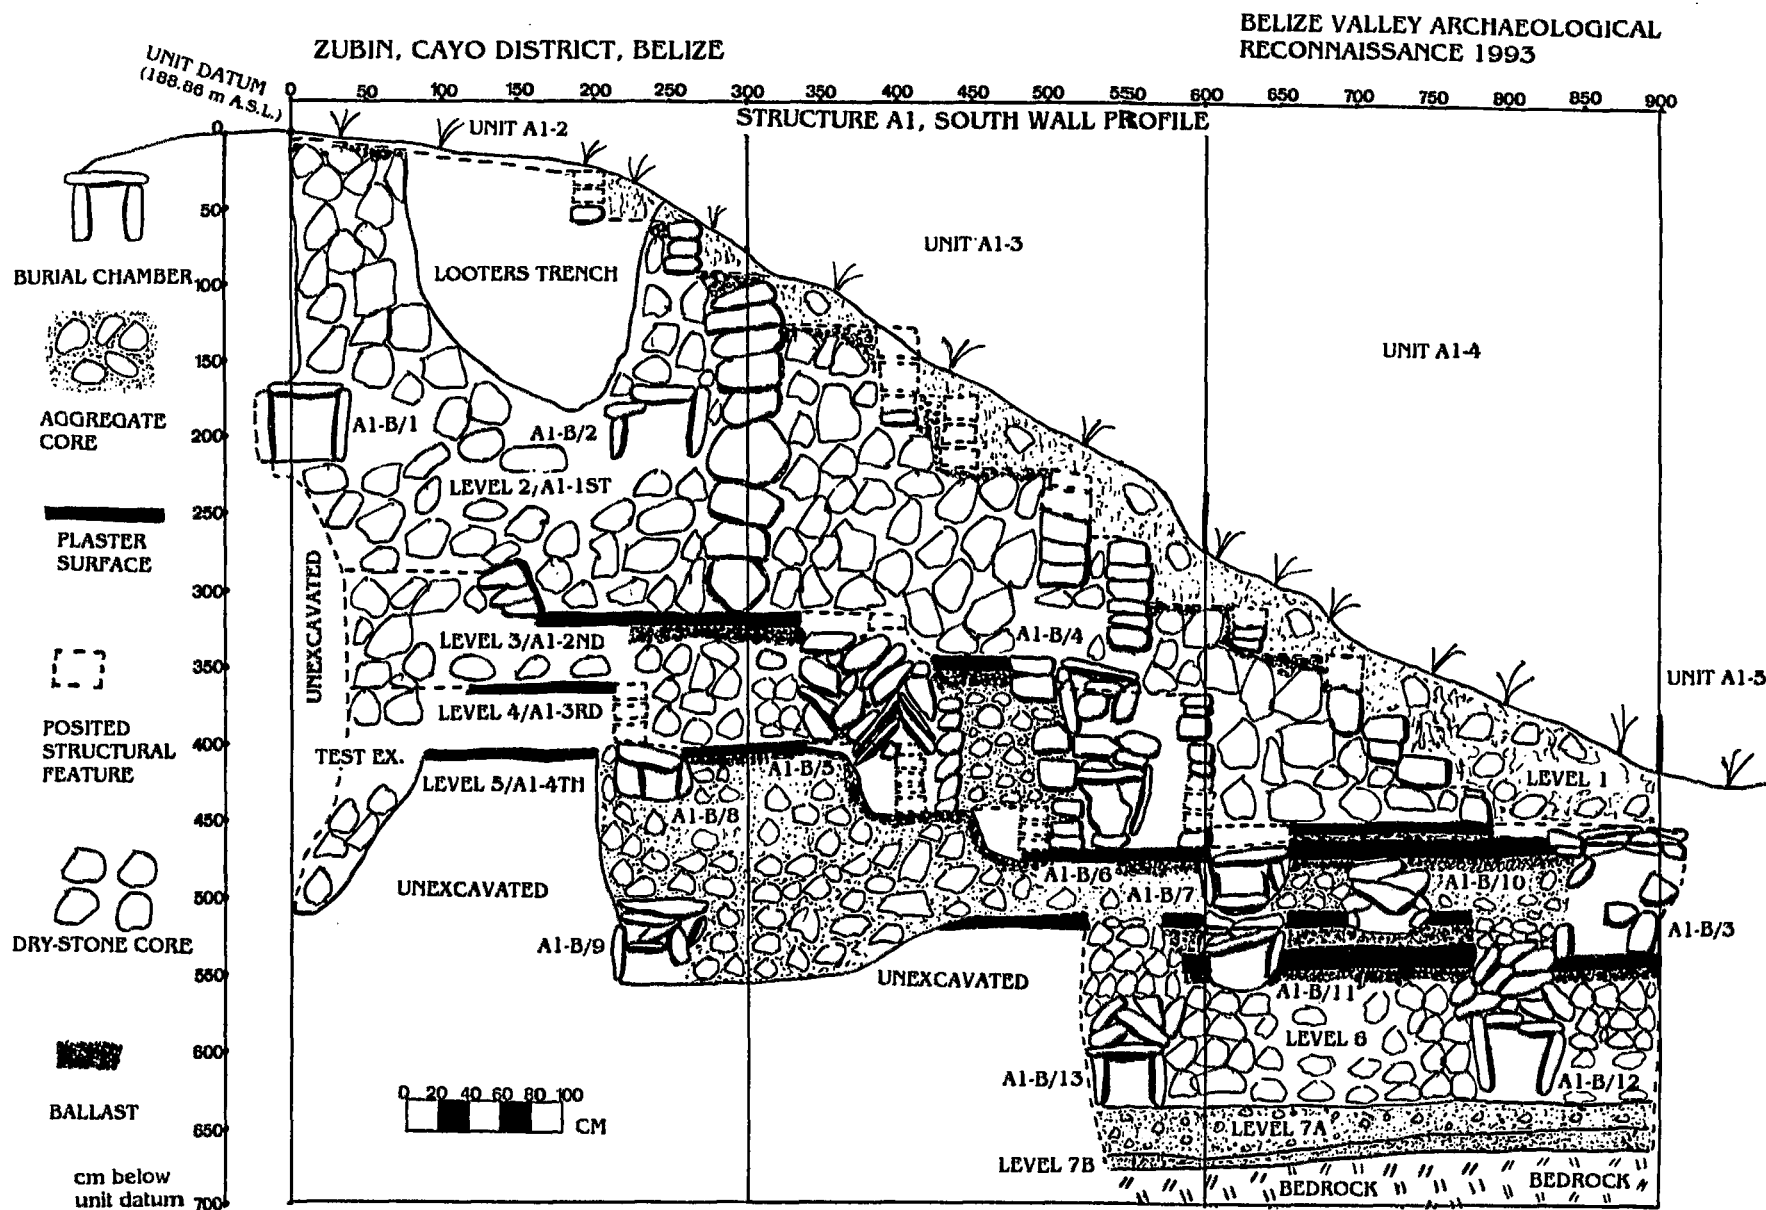 ZUBIN, CAYO DISTRICT, BELIZE
BELIZE VALLEY ARCHAEOLOGICAL
RECONNAISSANCE 1993
UNIT DATUM
(188.86 m A.S.L.)
0 50 100 150 200 250 300 350 400 450 500 550 600 650 700 750 800 850 900
STRUCTURE A1, SOUTH WALL PROFILE
UNIT A1-2
UNIT A1-3
UNIT A1-4
UNIT A1-5
0
50
100
150
200
250
300
350
400
450
500
550
600
650
700
cm below
unit datum
BURIAL CHAMBER
AGGREGATE
CORE
PLASTER
SURFACE
POSITED
STRUCTURAL
FEATURE
DRY-STONE CORE
BALLAST
LOOTERS TRENCH
A1-B/1
A1-B/2
LEVEL 2/A1-1ST
UNEXCAVATED
LEVEL 3/A1-2ND
A1-B/4
LEVEL 4/A1-3RD
TEST EX.
A1-B/5
LEVEL 5/A1-4TH
LEVEL 1
A1-B/8
A1-B/6
A1-B/7
A1-B/10
UNEXCAVATED
A1-B/3
A1-B/9
UNEXCAVATED
A1-B/11
LEVEL 6
A1-B/13
A1-B/12
LEVEL 7A
LEVEL 7B
BEDROCK
BEDROCK
0 20 40 60 80 100
CM